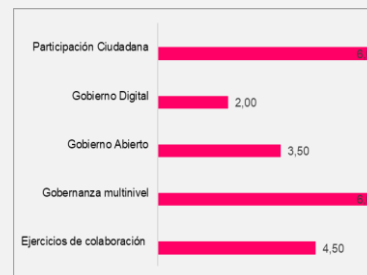 Participación Ciudadana
Gobierno Digital
2,00
Gobierno Abierto
3,50
Gobernanza multinivel
Ejercicios de colaboración
4,50